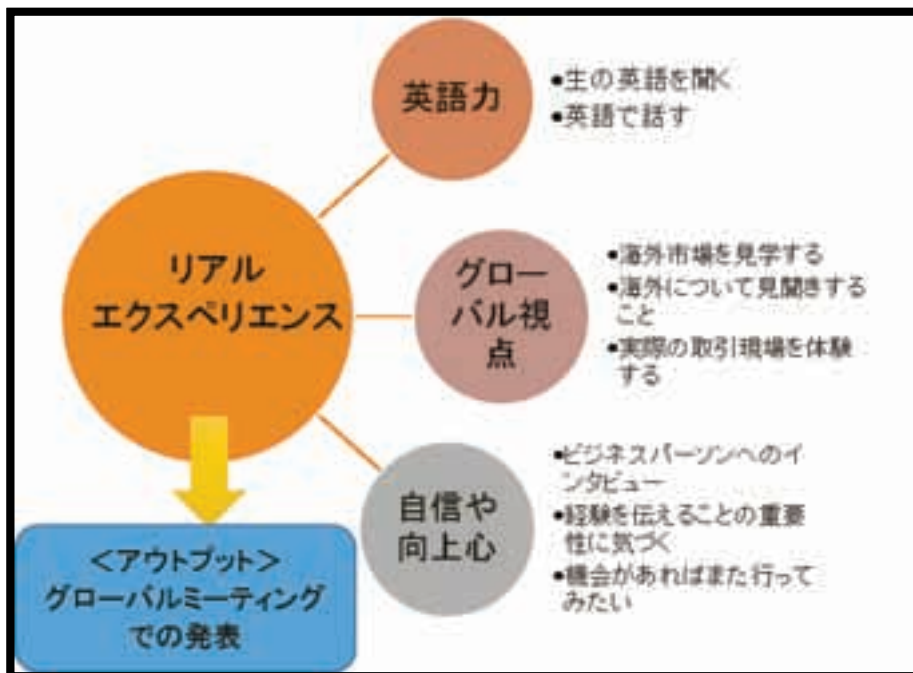 英語力
•生の英語を聞く
•英語で話す
リアル
エクスペリエンス
グロー
バル視
点
•海外市場を見学する
•海外について見聞きする
こと
•実際の取引現場を体験
する
自信や
向上心
•ビジネスパーソンへのイ
ンタビュー
•経験を伝えることの重要
性に気づく
•機会があればまた行って
みたい
＜アウトプット＞
グローバルミーティング
での発表